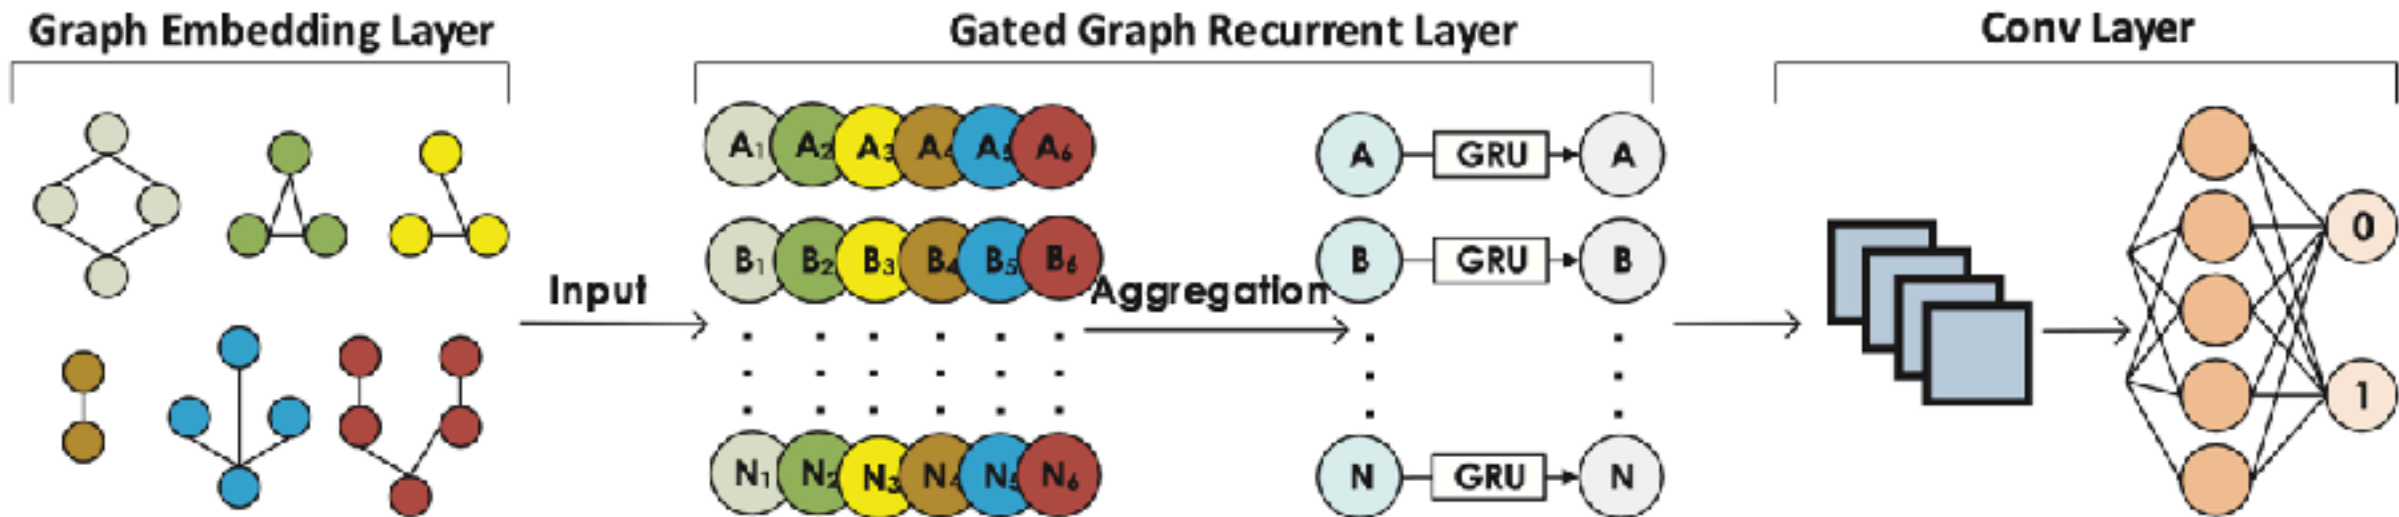 Graph Embedding Layer
Gated Graph Recurrent Layer
Conv Layer
A1 A2 A3 A4 A5 A6
A GRU A
B1 B2 B3 B4 B5 B6
B GRU B
0
Input
Aggregation
1
N1 N2 N3 N4 N5 N6
N GRU N